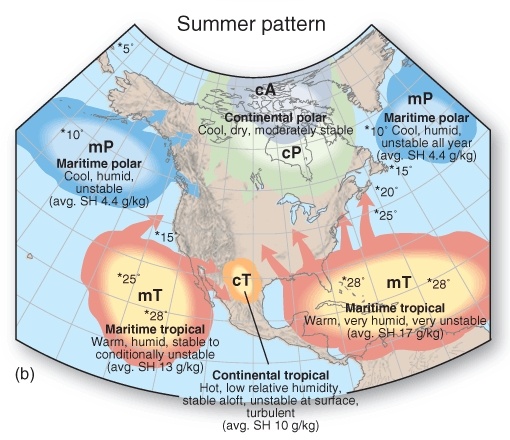 Summer pattern
*5°
cA
Continental polar
Cool, dry, moderately stable
cP
mP
Maritime polar
*10° Cool, humid,
unstable all year
(avg. SH 4.4 g/kg)
*10°
mP
Maritime polar
Cool, humid,
unstable
(avg. SH 4.4 g/kg)
*15°
*20°
*25°
*15°
*25°
mT
*28°
Maritime tropical
Warm, humid, stable to
conditionally unstable
(avg. SH 13 g/kg)
cT
*28°
mT
*28°
Maritime tropical
Warm, very humid, very unstable
(avg. SH 17 g/kg)
(b)
Continental tropical
Hot, low relative humidity,
stable aloft, unstable at surface,
turbulent
(avg. SH 10 g/kg)